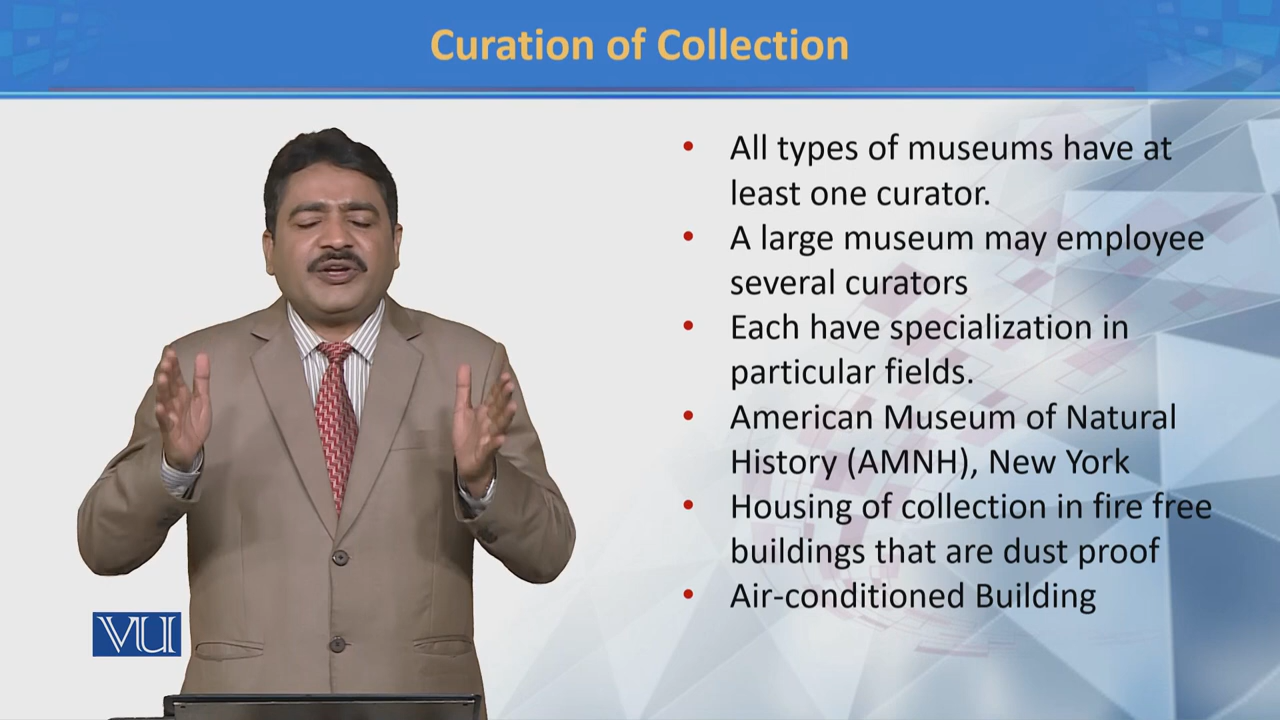 Curation of Collection
• All types of museums have at
least one curator.
• A large museum may employee
several curators
• Each have specialization in
particular fields.
• American Museum of Natural
History (AMNH), New York
• Housing of collection in fire free
buildings that are dust proof
• Air-conditioned Building
VU